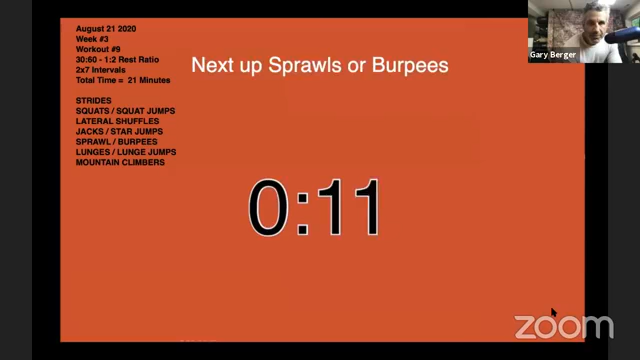 August 21 2020
Week #3
Workout #9
30:60 - 1:2 Rest Ratio
2x7 Intervals
Total Time = 21 Minutes
STRIDES
SQUATS / SQUAT JUMPS
LATERAL SHUFFLES
JACKS / STAR JUMPS
SPRAWL / BURPEES
LUNGES / LUNGE JUMPS
MOUNTAIN CLIMBERS
Next up Sprawls or Burpees
0:11
Gary Berger
zoom